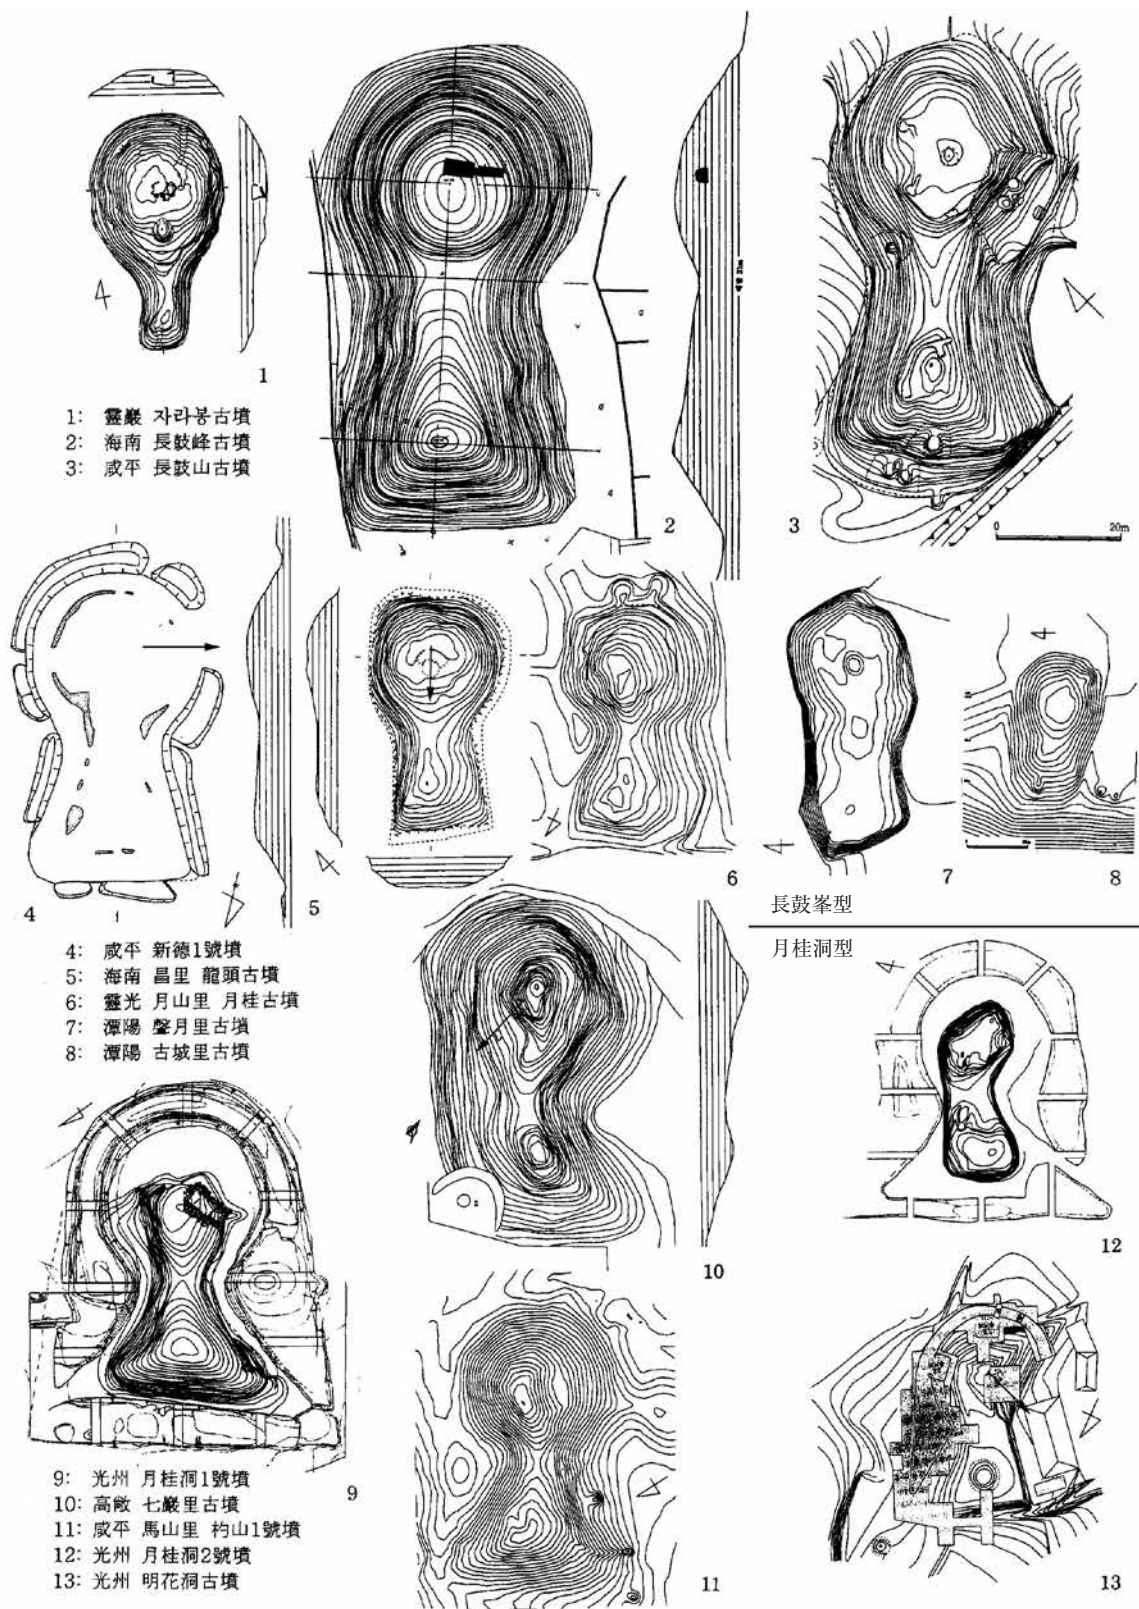 1
1: 靈巖 자라봉古墳
2: 海南 長鼓峰古墳
3: 咸平 長鼓山古墳
2
3
0 20m
4
5
6
7
8
長鼓峯型
月桂洞型
4: 咸平 新德1號墳
5: 海南 昌里 龍頭古墳
6: 靈光 月山里 月桂古墳
7: 潭陽 聲月里古墳
8: 潭陽 古城里古墳
9
10
12
9: 光州 月桂洞1號墳
10: 高敞 七巖里古墳
11: 咸平 馬山里 杓山1號墳
12: 光州 月桂洞2號墳
13: 光州 明花洞古墳
11
13